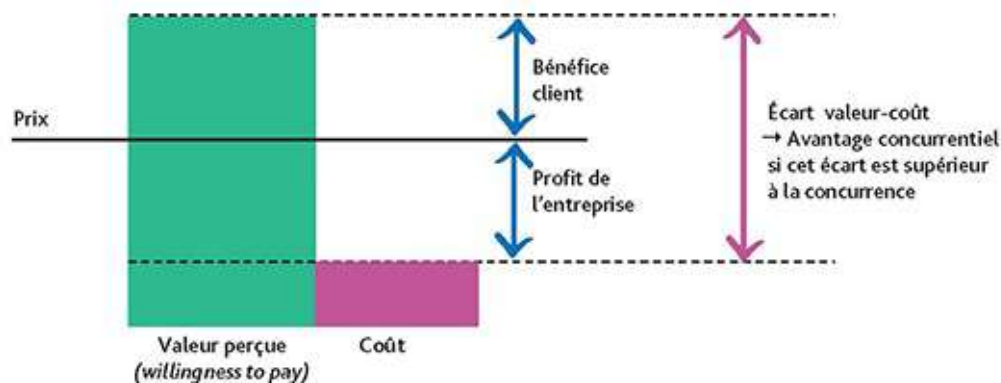 Prix
Bénéfice
client
Profit de
l'entreprise
Écart valeur-coût
→ Avantage concurrentiel
si cet écart est supérieur
à la concurrence
Valeur perçue
(willingness to pay)
Coût